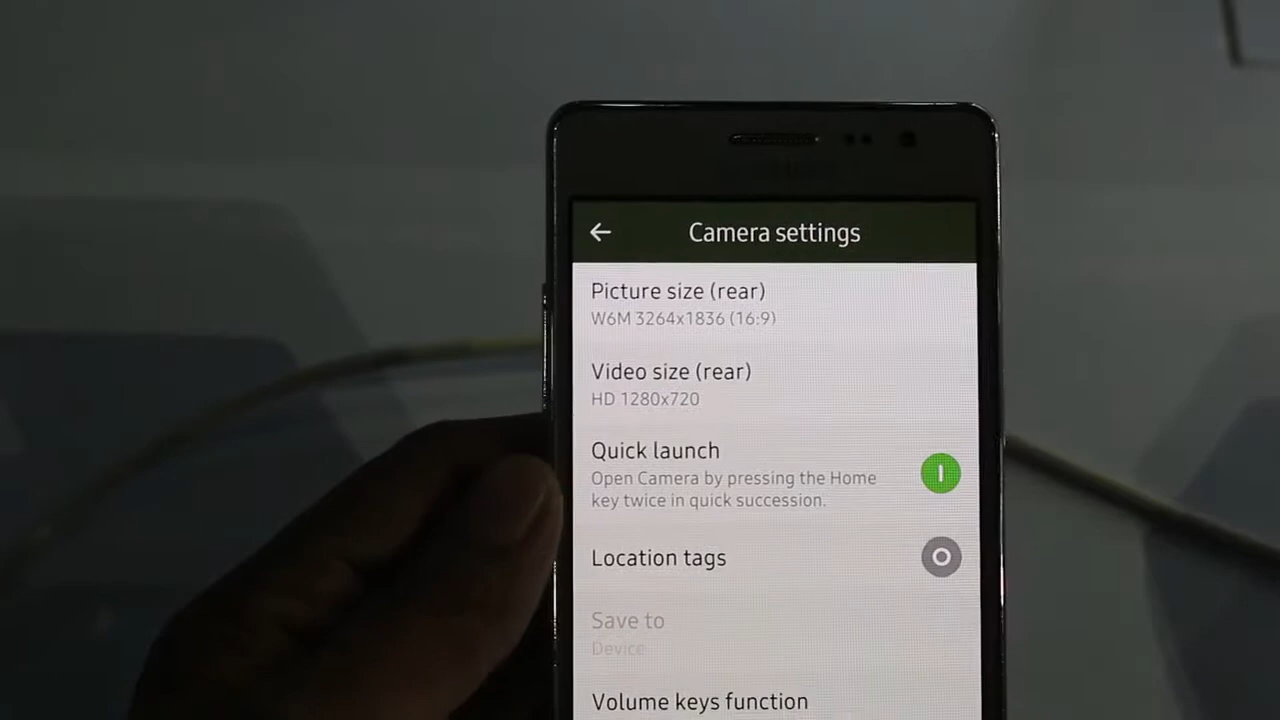 Camera settings
Picture size (rear)
W6M 3264x1836 (16:9)
Video size (rear)
HD 1280x720
Quick launch
Open Camera by pressing the Home
key twice in quick succession.
Location tags
Save to
Device
Volume keys function